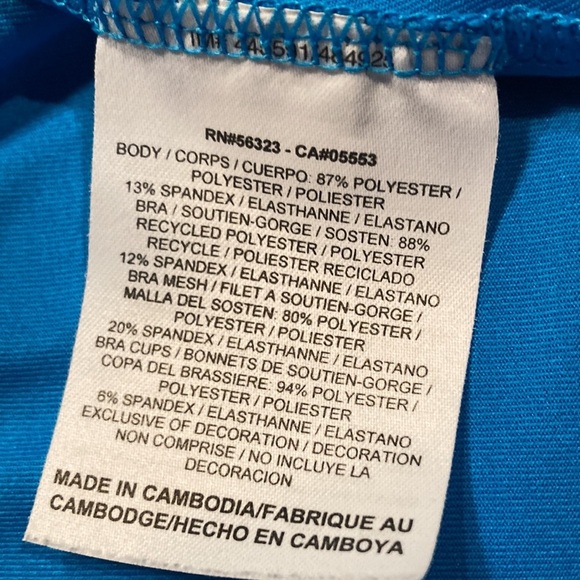 RN#56323 - CA#05553
BODY / CORPS / CUERPO: 87% POLYESTER /
POLYESTER / POLIESTER
13% SPANDEX / ELASTHANNE / ELASTANO
BRA / SOUTIEN-GORGE / SOSTEN: 88%
RECYCLED POLYESTER / POLYESTER
RECYCLE / POLIESTER RECICLADO
12% SPANDEX / ELASTHANNE / ELASTANO
BRA MESH / FILET A SOUTIEN-GORGE /
MALLA DEL SOSTEN: 80% POLYESTER /
POLYESTER / POLIESTER
20% SPANDEX / ELASTHANNE / ELASTANO
BRA CUPS / BONNETS DE SOUTIEN-GORGE /
COPA DEL BRASSIERE: 94% POLYESTER /
POLYESTER / POLIESTER
6% SPANDEX / ELASTHANNE / ELASTANO
EXCLUSIVE OF DECORATION / DECORATION
NON COMPRISE / NO INCLUYE LA
DECORACION
MADE IN CAMBODIA/FABRIQUE AU
CAMBODGE/HECHO EN CAMBOYA